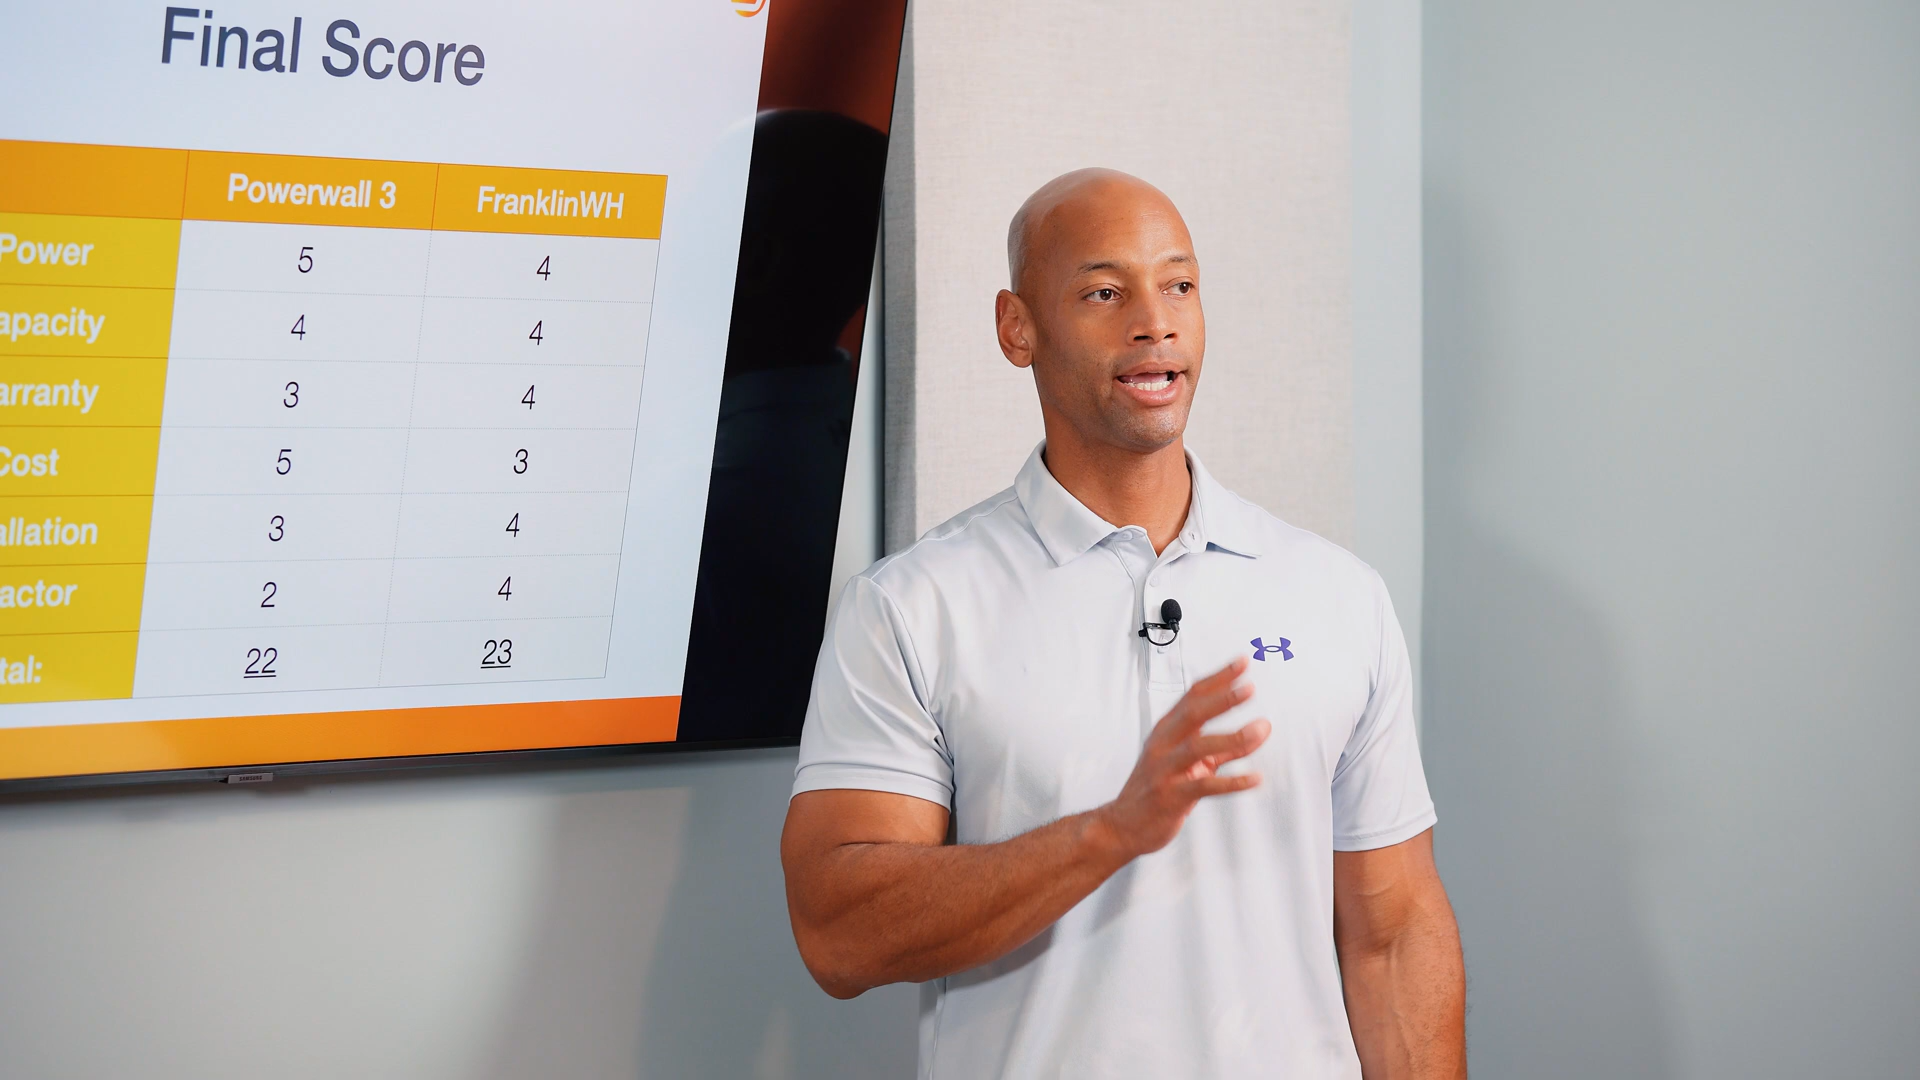 Final Score
Powerwall 3 FranklinWH
Power 5 4
apacity 4 4
arranty 3 4
Cost 5 3
allation 3 4
actor 2 4
tal: 22 23
SAMSUNG